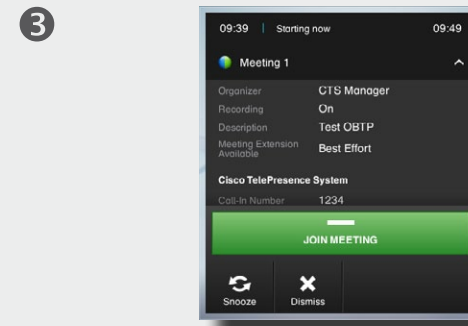 3
09:39 | Starting now 09:49
Meeting 1
Organizer CTS Manager
Recording On
Description Test OBTP
Meeting Extension Available Best Effort
Cisco TelePresence System
Call-In Number 1234
JOIN MEETING
Snooze Dismiss